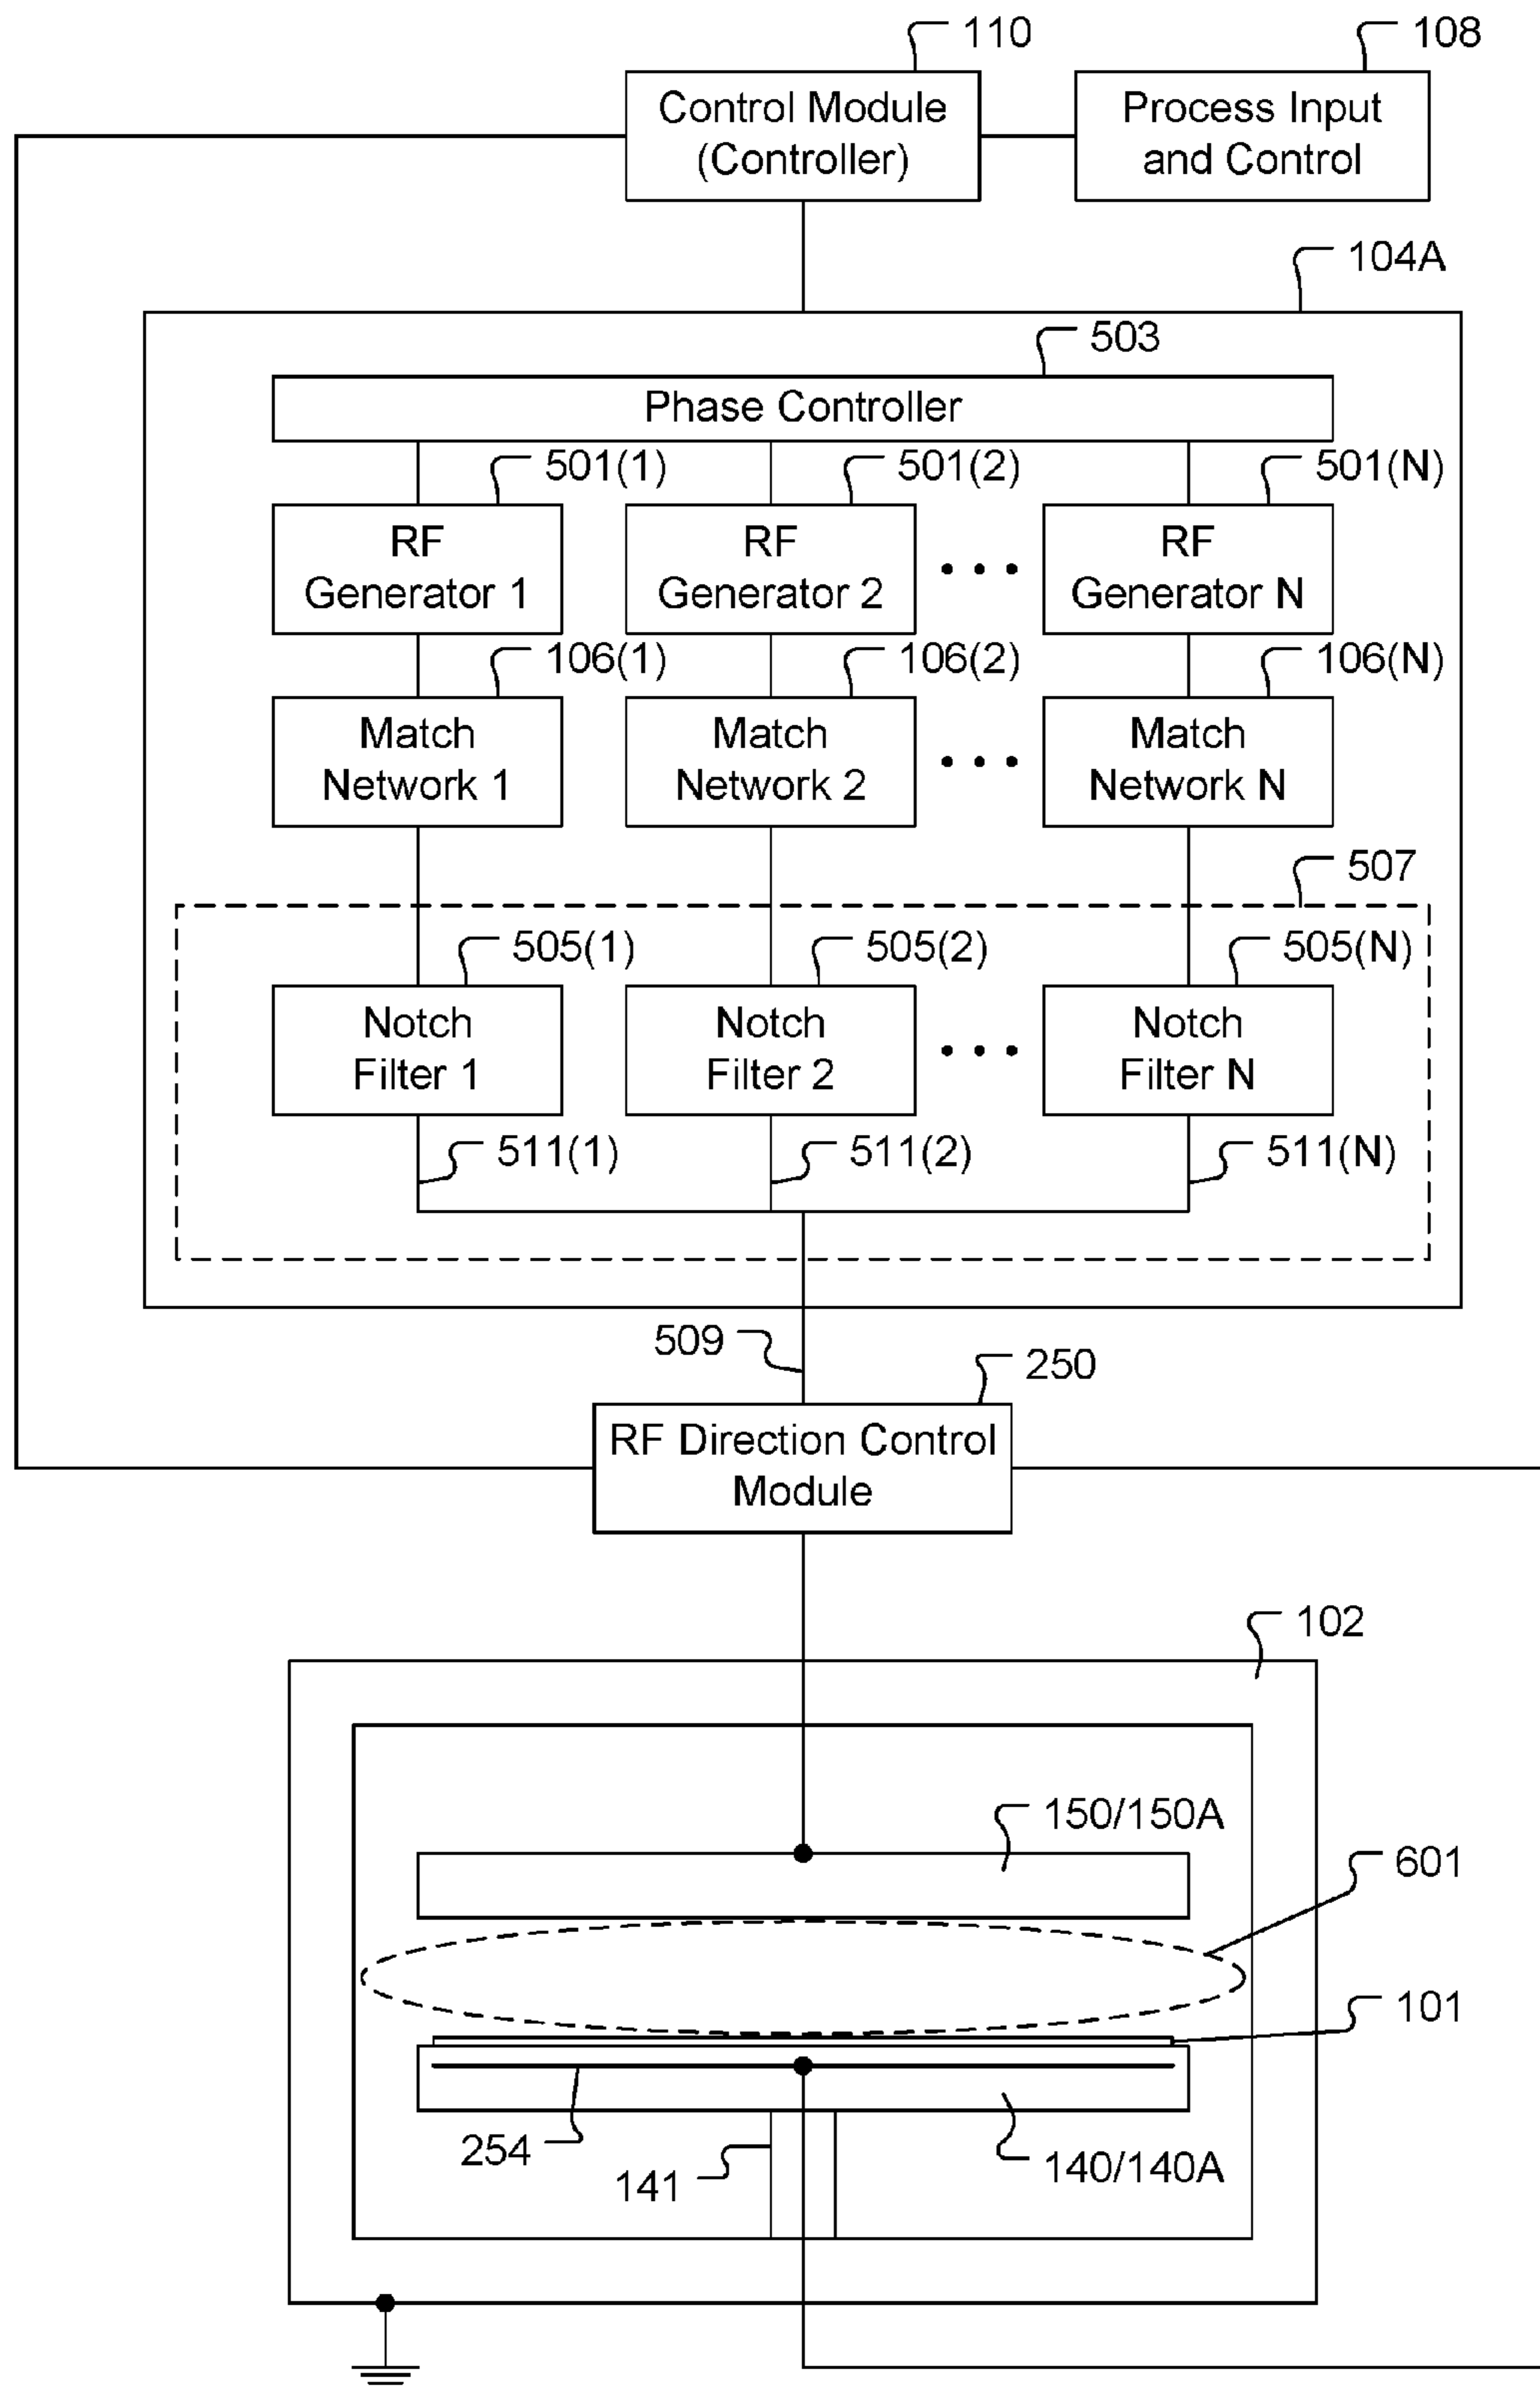 110
108
Control Module
(Controller)
Process Input
and Control
104A
503
Phase Controller
501(1)
501(2)
501(N)
RF
Generator 1
RF
Generator 2
RF
Generator N
106(1)
106(2)
106(N)
Match
Network 1
Match
Network 2
Match
Network N
507
505(1)
505(2)
505(N)
Notch
Filter 1
Notch
Filter 2
Notch
Filter N
511(1)
511(2)
511(N)
509
250
RF Direction Control
Module
102
150/150A
601
101
254
141
140/140A